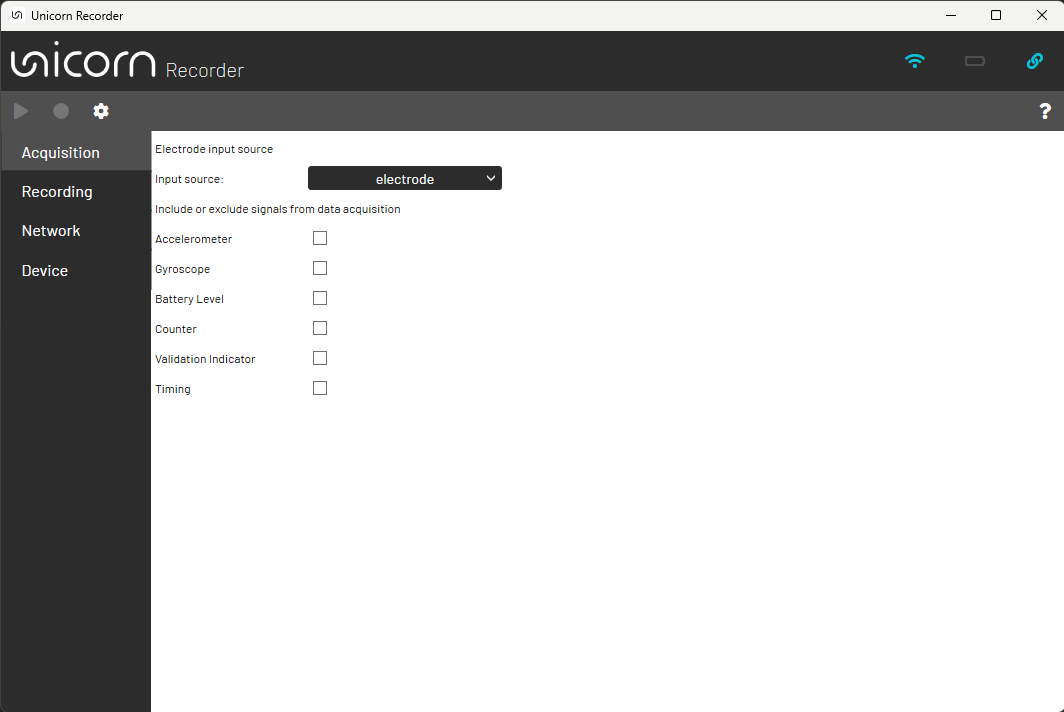 Unicorn Recorder
unicorn Recorder
?
Acquisition
Recording
Network
Device
Electrode input source
Input source: electrode
Include or exclude signals from data acquisition
Accelerometer
Gyroscope
Battery Level
Counter
Validation Indicator
Timing